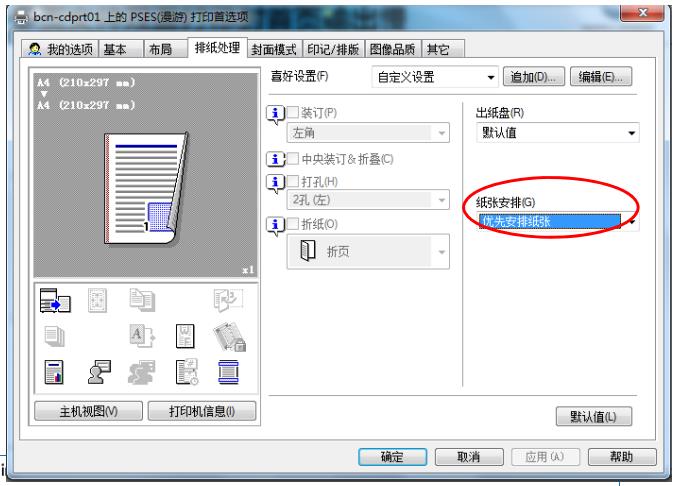 bcn-cdprt01 上的 PSES(漫游) 打印首选项
我的选项 基本 布局 排纸处理 封面模式 印记/排版 图像品质 其它
A4 (210x297 mm)
A4 (210x297 mm)
1
x1
主机视图(V) 打印机信息(I)
喜好设置(F) 自定义设置 追加(D)... 编辑(E)...
装订(P)
左角
中央装订&折叠(C)
打孔(H)
2孔 (左)
折纸(O)
折页
出纸盘(R)
默认值
纸张安排(G)
优先安排纸张
默认值(L)
确定 取消 应用(A) 帮助